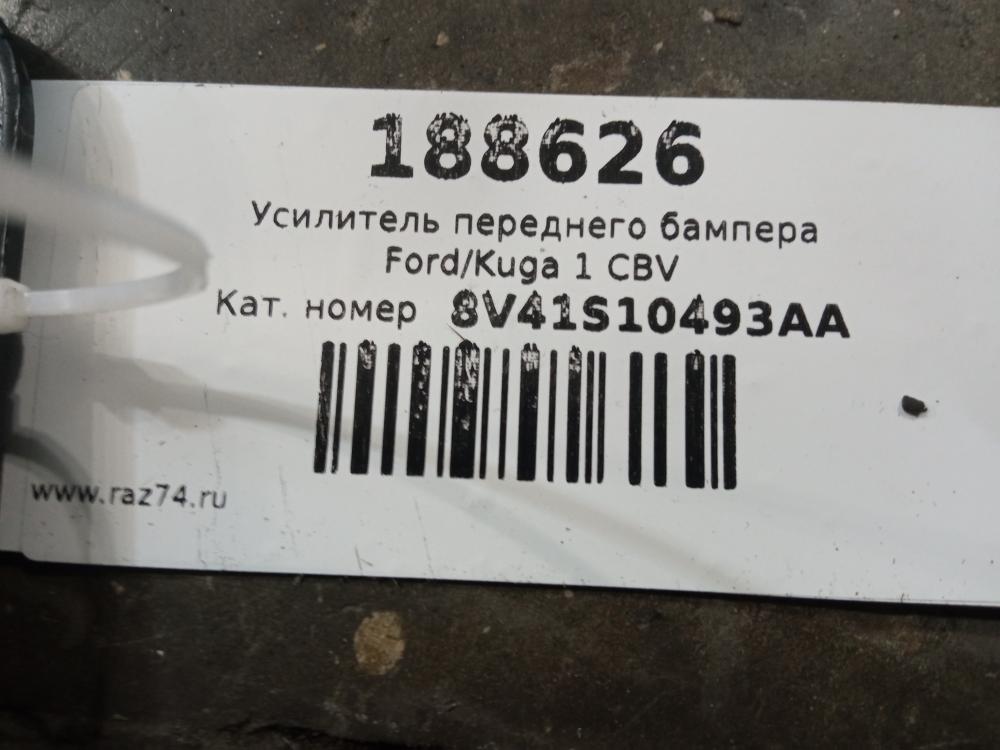 188626
Усилитель переднего бампера
Ford/Kuga 1 CBV
Кат. номер 8V41S10493AA
www.raz74.ru